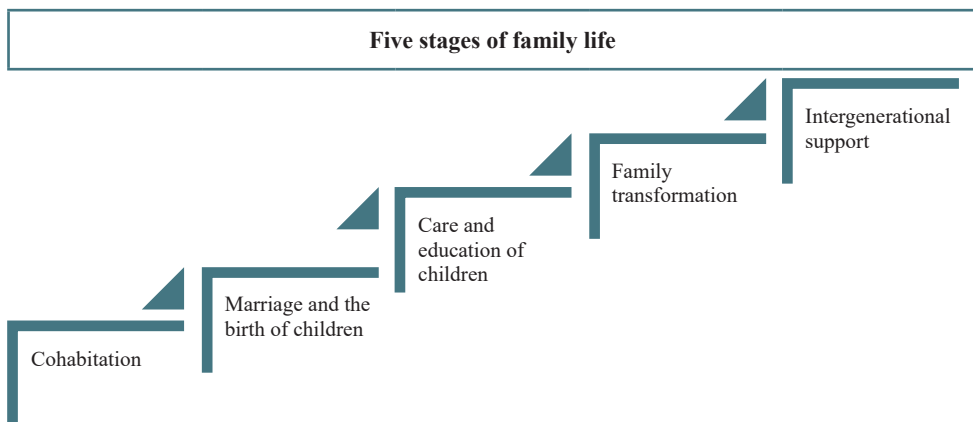 Five stages of family life
Cohabitation
Marriage and the
birth of children
Care and
education of
children
Family
transformation
Intergenerational
support